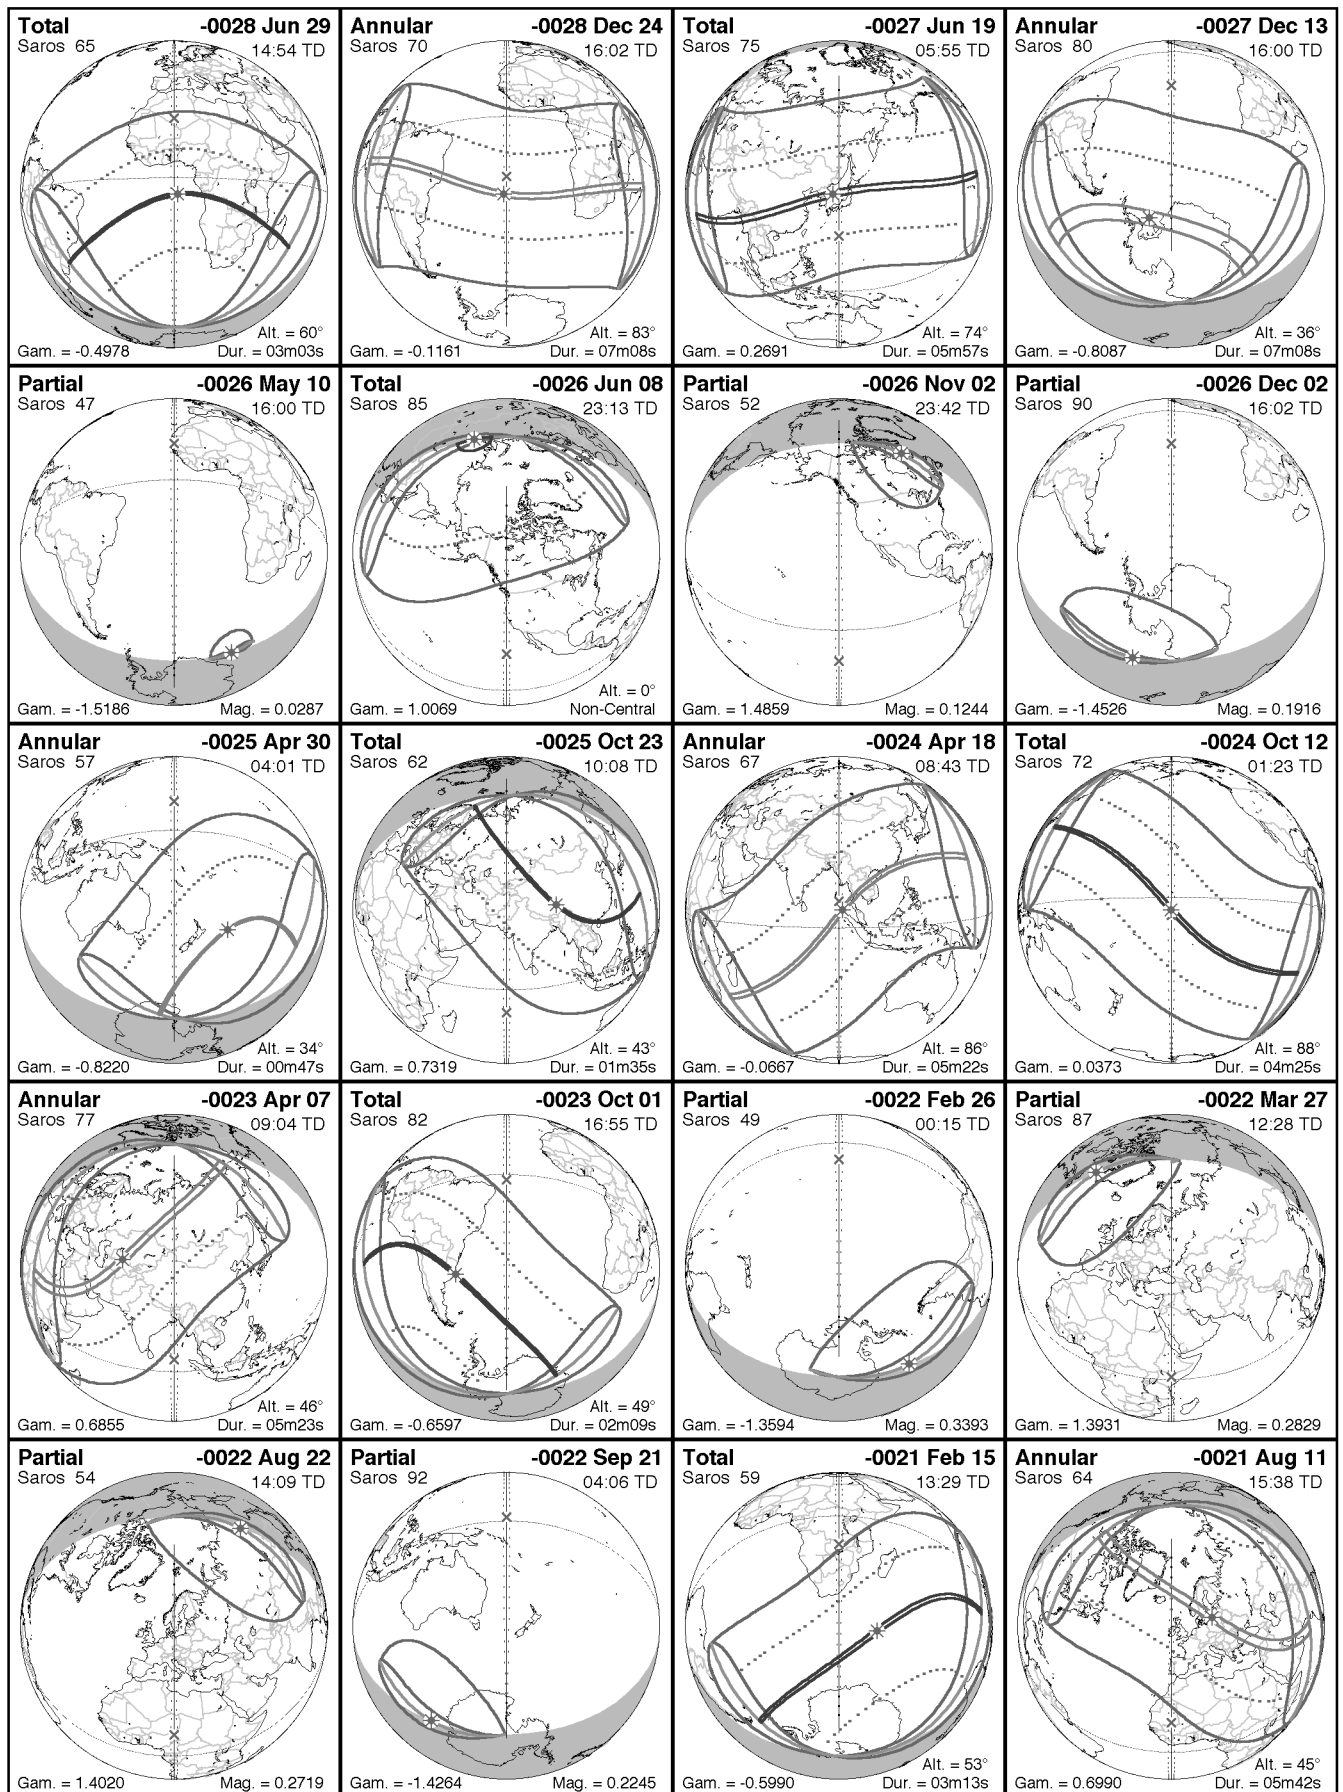 Total -0028 Jun 29
Saros 65 14:54 TD
Alt. = 60°
Gam. = -0.4978 Dur. = 03m03s
Annular -0028 Dec 24
Saros 70 16:02 TD
Alt. = 83°
Gam. = -0.1161 Dur. = 07m08s
Total -0027 Jun 19
Saros 75 05:55 TD
Alt. = 74°
Gam. = 0.2691 Dur. = 05m57s
Annular -0027 Dec 13
Saros 80 16:00 TD
Alt. = 36°
Gam. = -0.8087 Dur. = 07m08s
Partial -0026 May 10
Saros 47 16:00 TD
Gam. = -1.5186 Mag. = 0.0287
Total -0026 Jun 08
Saros 85 23:13 TD
Alt. = 0°
Gam. = 1.0069 Non-Central
Partial -0026 Nov 02
Saros 52 23:42 TD
Gam. = 1.4859 Mag. = 0.1244
Partial -0026 Dec 02
Saros 90 16:02 TD
Gam. = -1.4526 Mag. = 0.1916
Annular -0025 Apr 30
Saros 57 04:01 TD
Alt. = 34°
Gam. = -0.8220 Dur. = 00m47s
Total -0025 Oct 23
Saros 62 10:08 TD
Alt. = 43°
Gam. = 0.7319 Dur. = 01m35s
Annular -0024 Apr 18
Saros 67 08:43 TD
Alt. = 86°
Gam. = -0.0667 Dur. = 05m22s
Total -0024 Oct 12
Saros 72 01:23 TD
Alt. = 88°
Gam. = 0.0373 Dur. = 04m25s
Annular -0023 Apr 07
Saros 77 09:04 TD
Alt. = 46°
Gam. = 0.6855 Dur. = 05m23s
Total -0023 Oct 01
Saros 82 16:55 TD
Alt. = 49°
Gam. = -0.6597 Dur. = 02m09s
Partial -0022 Feb 26
Saros 49 00:15 TD
Gam. = -1.3594 Mag. = 0.3393
Partial -0022 Mar 27
Saros 87 12:28 TD
Gam. = 1.3931 Mag. = 0.2829
Partial -0022 Aug 22
Saros 54 14:09 TD
Gam. = 1.4020 Mag. = 0.2719
Partial -0022 Sep 21
Saros 92 04:06 TD
Gam. = -1.4264 Mag. = 0.2245
Total -0021 Feb 15
Saros 59 13:29 TD
Alt. = 53°
Gam. = -0.5990 Dur. = 03m13s
Annular -0021 Aug 11
Saros 64 15:38 TD
Alt. = 45°
Gam. = 0.6990 Dur. = 05m42s